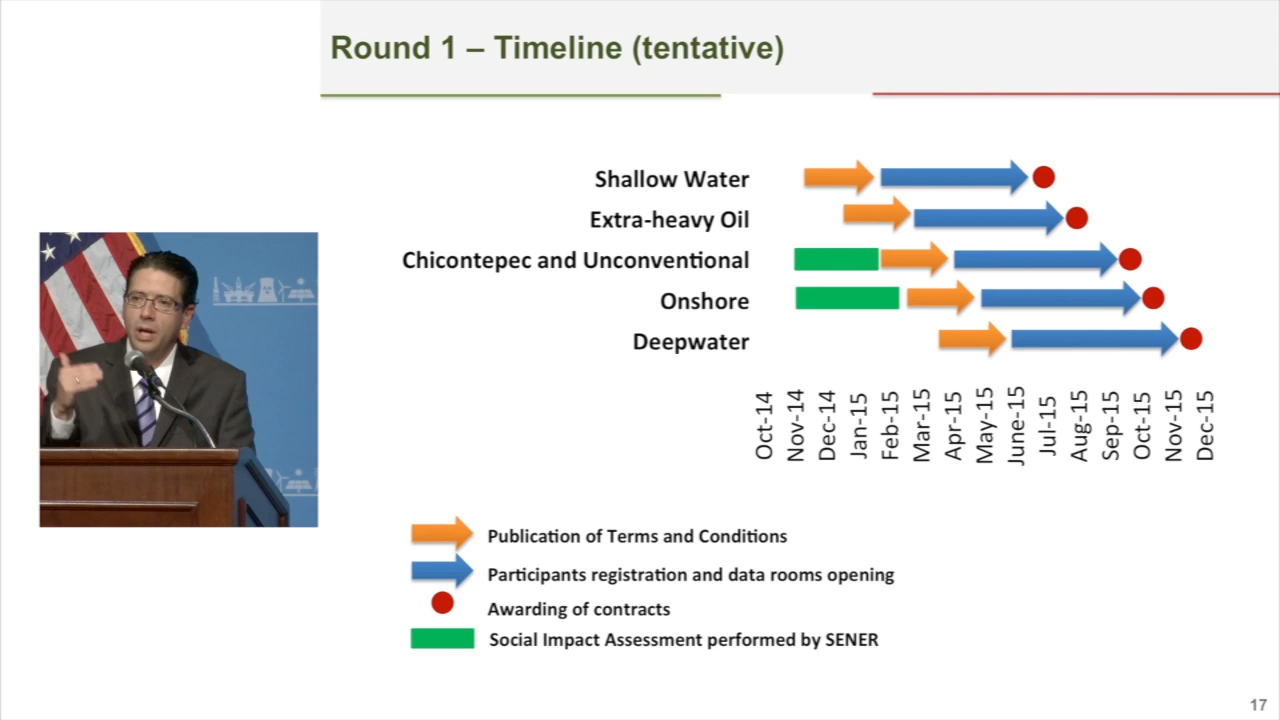 Round 1 – Timeline (tentative)
Shallow Water
Extra-heavy Oil
Chicontepec and Unconventional
Onshore
Deepwater
Oct-14
Nov-14
Dec-14
Jan-15
Feb-15
Mar-15
Apr-15
May-15
June-15
Jul-15
Aug-15
Sep-15
Oct-15
Nov-15
Dec-15
Publication of Terms and Conditions
Participants registration and data rooms opening
Awarding of contracts
Social Impact Assessment performed by SENER
17